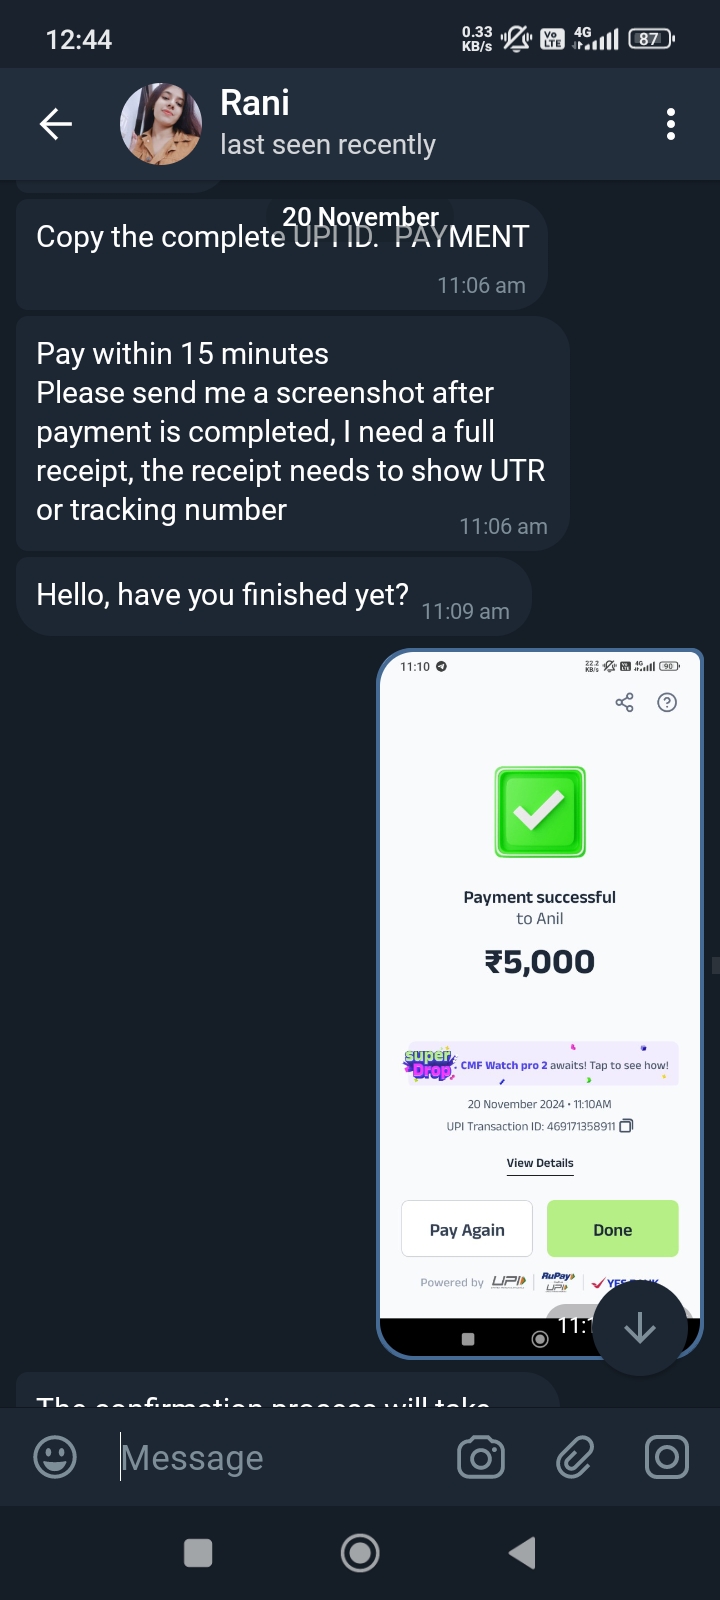 12:44
0.33
KB/s
Vo
LTE
4G
87
Rani
last seen recently
20 November
Copy the complete UPI ID. PAYMENT
11:06 am
Pay within 15 minutes
Please send me a screenshot after
payment is completed, I need a full
receipt, the receipt needs to show UTR
or tracking number
11:06 am
Hello, have you finished yet?
11:09 am
11:10
22.2
KB/s
4G
90
Payment successful
to Anil
₹5,000
super
Drop
CMF Watch pro 2 awaits! Tap to see how!
20 November 2024 • 11:10AM
UPI Transaction ID: 469171358911
View Details
Pay Again
Done
Powered by
UPI
RuPay
UPI
YES BANK
The confirmation process will take
Message